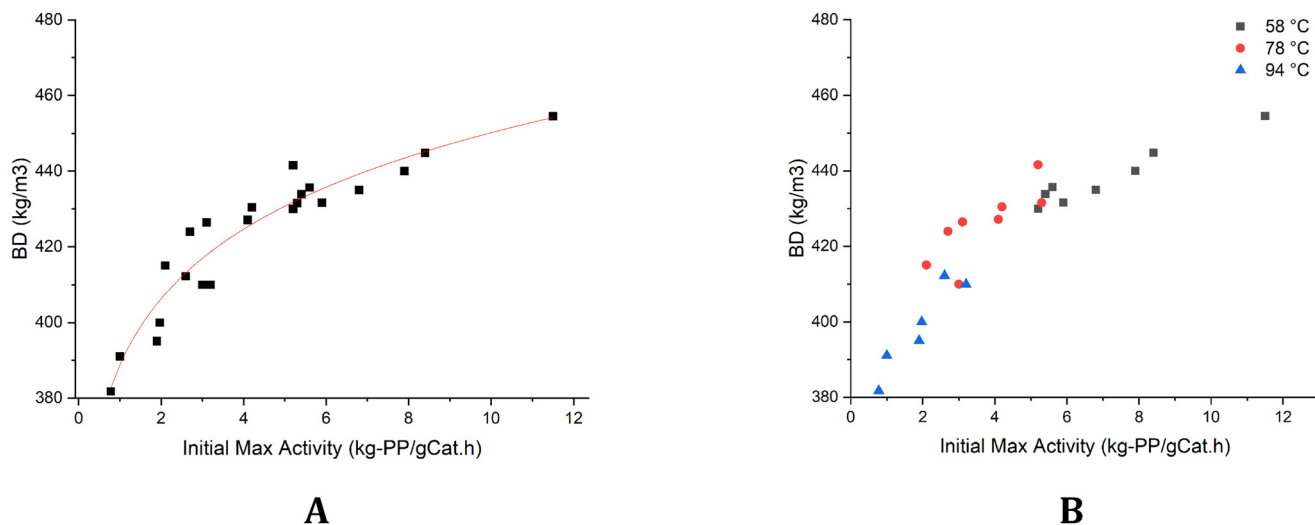 480
460
440
420
400
380
BD (kg/m3)
0 2 4 6 8 10 12
Initial Max Activity (kg-PP/gCat.h)
A
480
460
440
420
400
380
BD (kg/m3)
58 °C
78 °C
94 °C
0 2 4 6 8 10 12
Initial Max Activity (kg-PP/gCat.h)
B